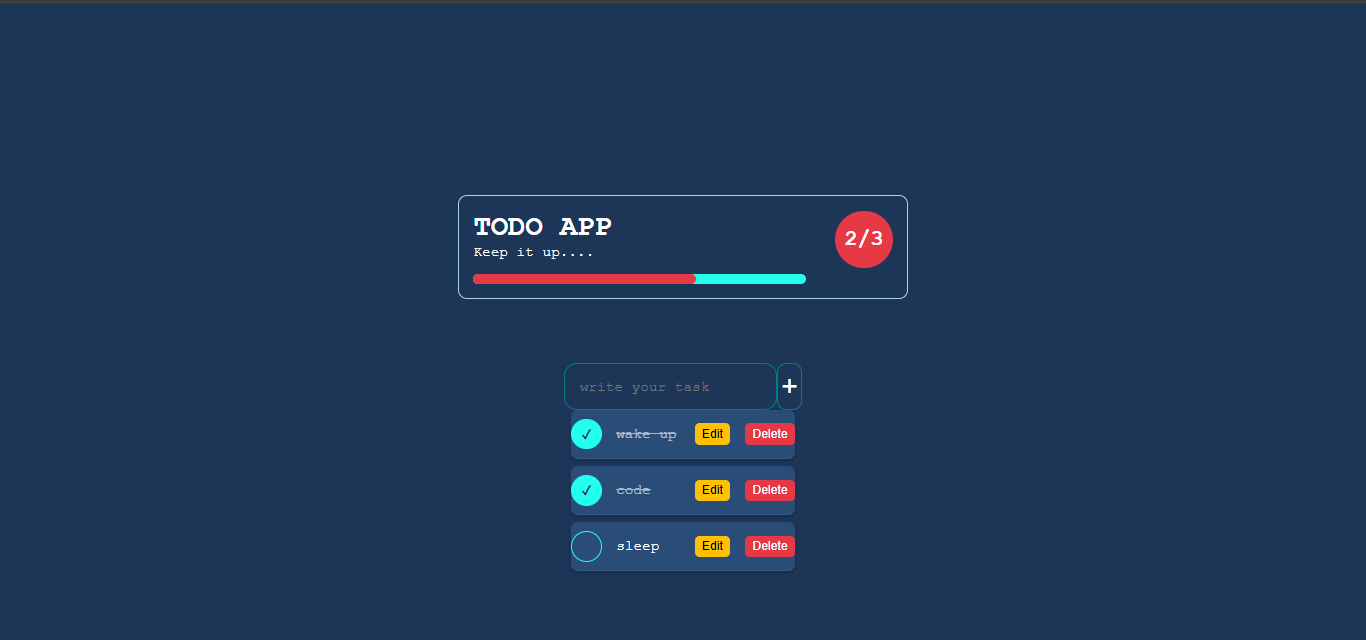 TODO APP
Keep it up....
2/3
write your task +
✓ wake up Edit Delete
✓ code Edit Delete
sleep Edit Delete